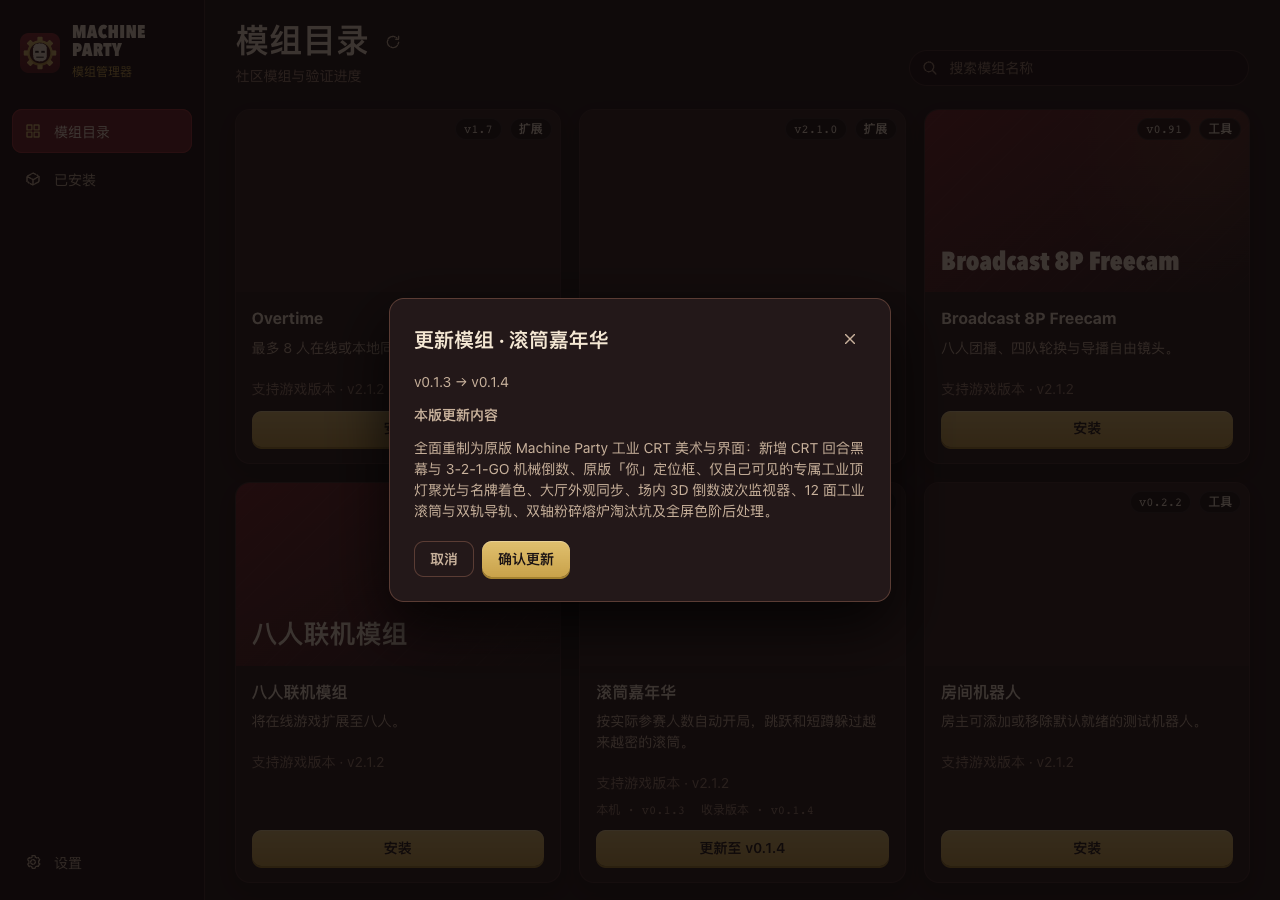 MACHINE
PARTY
模组管理器
模组目录
已安装
设置
模组目录
社区模组与验证进度
搜索模组名称
v1.7 扩展
Overtime
最多 8 人在线或本地同
支持游戏版本 · v2.1.2
v2.1.0 扩展
v0.91 工具
Broadcast 8P Freecam
Broadcast 8P Freecam
八人团播、四队轮换与导播自由镜头。
支持游戏版本 · v2.1.2
安装
更新模组 · 滚筒嘉年华
v0.1.3 → v0.1.4
本版更新内容
全面重制为原版 Machine Party 工业 CRT 美术与界面：新增 CRT 回合黑
幕与 3-2-1-GO 机械倒数、原版「你」定位框、仅自己可见的专属工业顶
灯聚光与名牌着色、大厅外观同步、场内 3D 倒数波次监视器、12 面工业
滚筒与双轨导轨、双轴粉碎熔炉淘汰坑及全屏色阶后处理。
取消
确认更新
八人联机模组
八人联机模组
将在线游戏扩展至八人。
支持游戏版本 · v2.1.2
安装
滚筒嘉年华
按实际参赛人数自动开局，跳跃和短蹲躲过越
来越密的滚筒。
支持游戏版本 · v2.1.2
本机 · v0.1.3 收录版本 · v0.1.4
更新至 v0.1.4
v0.2.2 工具
房间机器人
房主可添加或移除默认就绪的测试机器人。
支持游戏版本 · v2.1.2
安装